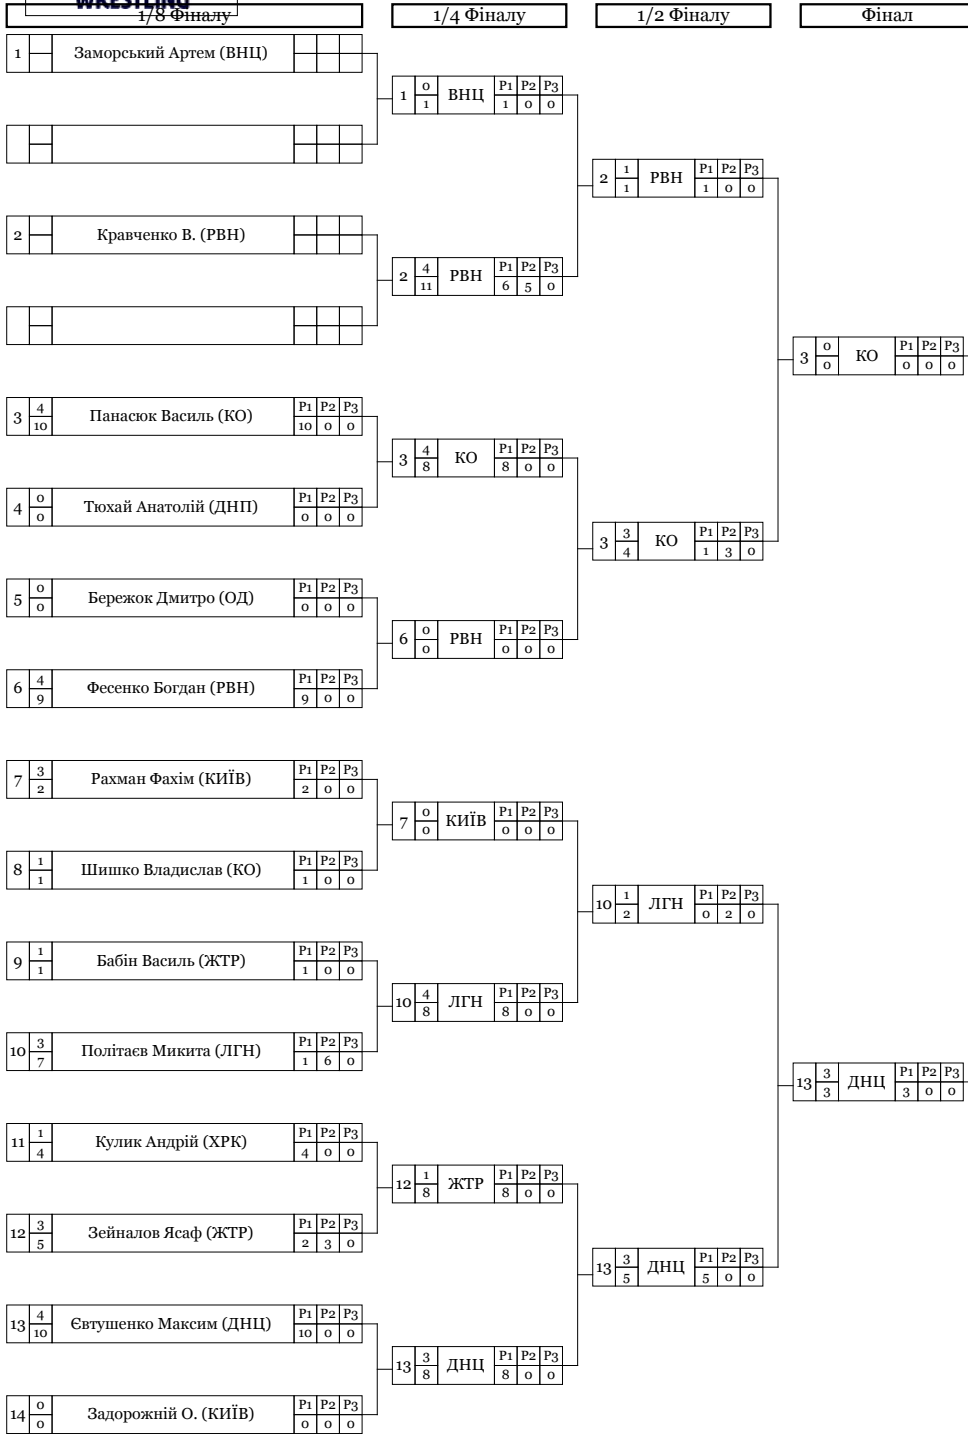 WRESTLING
1/8 Фіналу 1/4 Фіналу 1/2 Фіналу Фінал
1 Заморський Артем (ВНЦ)
0 P1 P2 P3
1 ВНЦ
1 1 0 0
1 P1 P2 P3
2 РВН
1 1 0 0
2 Кравченко В. (РВН)
4 P1 P2 P3
2 РВН
11 6 5 0
0 P1 P2 P3
3 КО
0 0 0 0
4 P1 P2 P3
3 Панасюк Василь (КО)
10 10 0 0
4 P1 P2 P3
3 КО
8 8 0 0
0 P1 P2 P3
4 Тюхай Анатолій (ДНП)
0 0 0 0
3 P1 P2 P3
3 КО
4 1 3 0
0 P1 P2 P3
5 Бережок Дмитро (ОД)
0 0 0 0
0 P1 P2 P3
6 РВН
0 0 0 0
4 P1 P2 P3
6 Фесенко Богдан (РВН)
9 9 0 0
3 P1 P2 P3
7 Рахман Фахім (КИЇВ)
2 2 0 0
0 P1 P2 P3
7 КИЇВ
0 0 0 0
1 P1 P2 P3
8 Шишко Владислав (КО)
1 1 0 0
1 P1 P2 P3
10 ЛГН
2 0 2 0
1 P1 P2 P3
9 Бабін Василь (ЖТР)
1 1 0 0
4 P1 P2 P3
10 ЛГН
8 8 0 0
3 P1 P2 P3
10 Політаєв Микита (ЛГН)
7 1 6 0
3 P1 P2 P3
13 ДНЦ
3 3 0 0
1 P1 P2 P3
11 Кулик Андрій (ХРК)
4 4 0 0
1 P1 P2 P3
12 ЖТР
8 8 0 0
3 P1 P2 P3
12 Зейналов Ясаф (ЖТР)
5 2 3 0
3 P1 P2 P3
13 ДНЦ
5 5 0 0
4 P1 P2 P3
13 Євтушенко Максим (ДНЦ)
10 10 0 0
3 P1 P2 P3
13 ДНЦ
8 8 0 0
0 P1 P2 P3
14 Задорожній О. (КИЇВ)
0 0 0 0